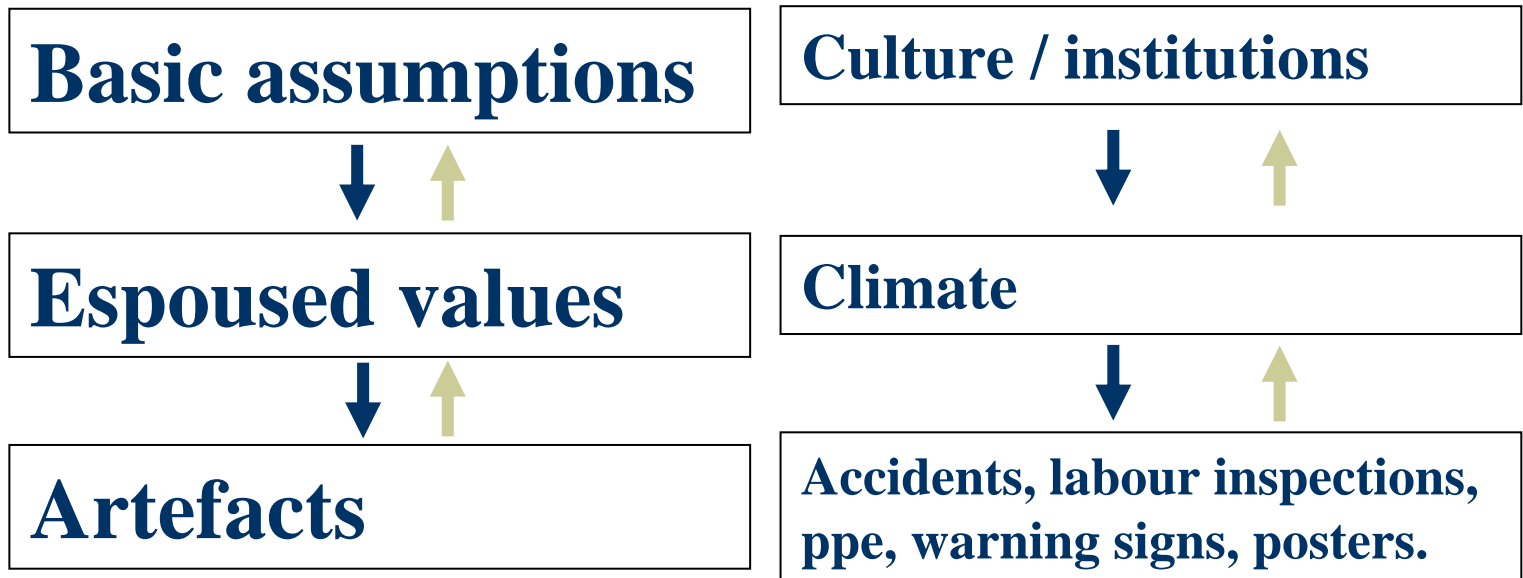 Basic assumptions
Culture / institutions
Espoused values
Climate
Artefacts
Accidents, labour inspections,
ppe, warning signs, posters.